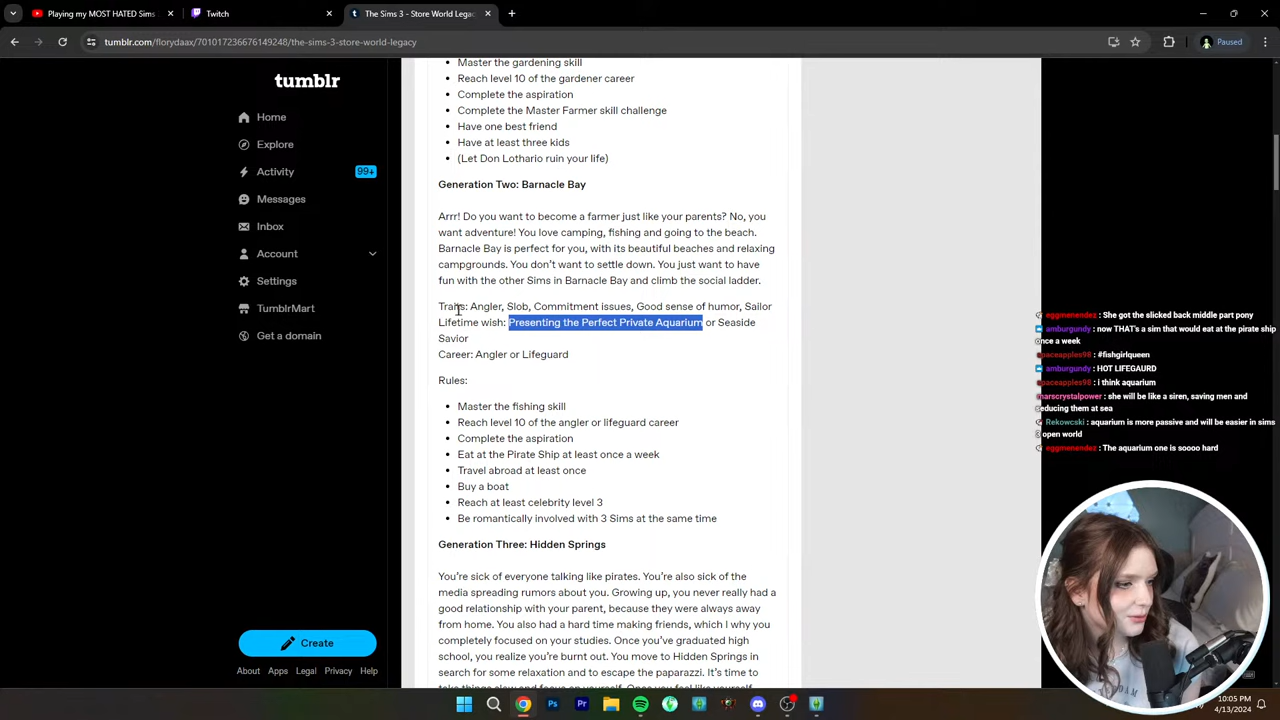 Playing my MOST HATED Sims
Twitch
The Sims 3 - Store World Legac
tumblr.com/florydaax/701017236676149248/the-sims-3-store-world-legacy
Paused
tumblr
Home
Explore
Activity
99+
Messages
Inbox
Account
Settings
TumblrMart
Get a domain
Create
About Apps Legal Privacy Help
Master the gardening skill
Reach level 10 of the gardener career
Complete the aspiration
Complete the Master Farmer skill challenge
Have one best friend
Have at least three kids
(Let Don Lothario ruin your life)
Generation Two: Barnacle Bay
Arrr! Do you want to become a farmer just like your parents? No, you
want adventure! You love camping, fishing and going to the beach.
Barnacle Bay is perfect for you, with its beautiful beaches and relaxing
campgrounds. You don't want to settle down. You just want to have
fun with the other Sims in Barnacle Bay and climb the social ladder.
Traits: Angler, Slob, Commitment issues, Good sense of humor, Sailor
Lifetime wish: Presenting the Perfect Private Aquarium or Seaside
Savior
Career: Angler or Lifeguard
Rules:
Master the fishing skill
Reach level 10 of the angler or lifeguard career
Complete the aspiration
Eat at the Pirate Ship at least once a week
Travel abroad at least once
Buy a boat
Reach at least celebrity level 3
Be romantically involved with 3 Sims at the same time
Generation Three: Hidden Springs
You're sick of everyone talking like pirates. You're also sick of the
media spreading rumors about you. Growing up, you never really had a
good relationship with your parent, because they were always away
from home. You also had a hard time making friends, which I why you
completely focused on your studies. Once you've graduated high
school, you realize you're burnt out. You move to Hidden Springs in
search for some relaxation and to escape the paparazzi. It's time to
eggmenendez : She got the slicked back middle part pony
amburgundy : now THAT's a sim that would eat at the pirate ship
once a week
spaceapples98 : #fishgirlqueen
amburgundy : HOT LIFEGAURD
spaceapples98 : i think aquarium
marscrystalpower : she will be like a siren, saving men and
seducing them at sea
Rekowcski : aquarium is more passive and will be easier in sims
3 open world
eggmenendez : The aquarium one is soooo hard
10:05 PM
4/13/2024